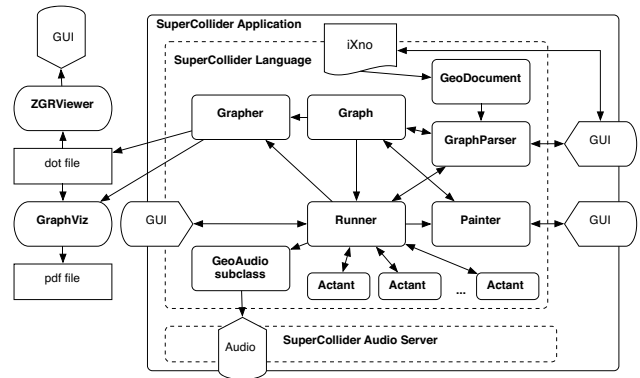 SuperCollider Application
GUI
iXno
SuperCollider Language
GeoDocument
ZGRViewer
Grapher
Graph
GraphParser
GUI
dot file
GraphViz
GUI
Runner
Painter
GUI
GeoAudio
subclass
pdf file
Actant
Actant
...
Actant
SuperCollider Audio Server
Audio